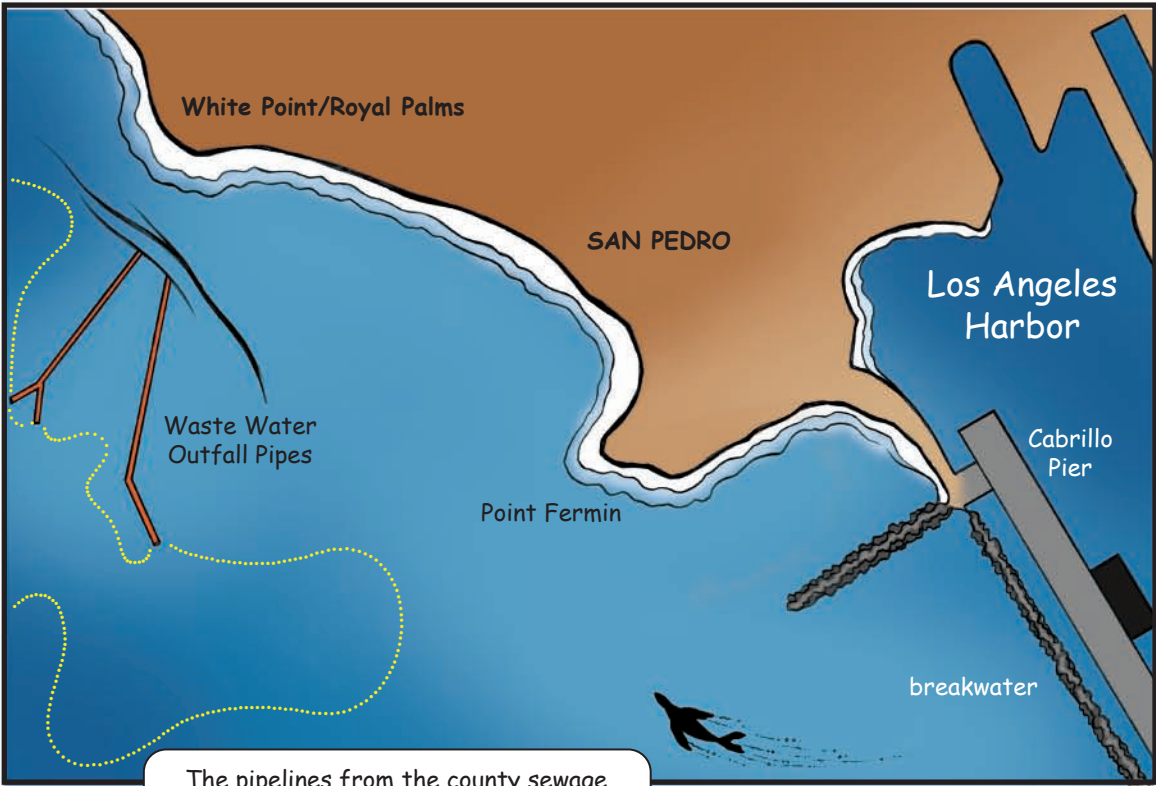 White Point/Royal Palms
SAN PEDRO
Los Angeles
Harbor
Waste Water
Outfall Pipes
Cabrillo
Pier
Point Fermin
breakwater
The pipelines from the county sewage